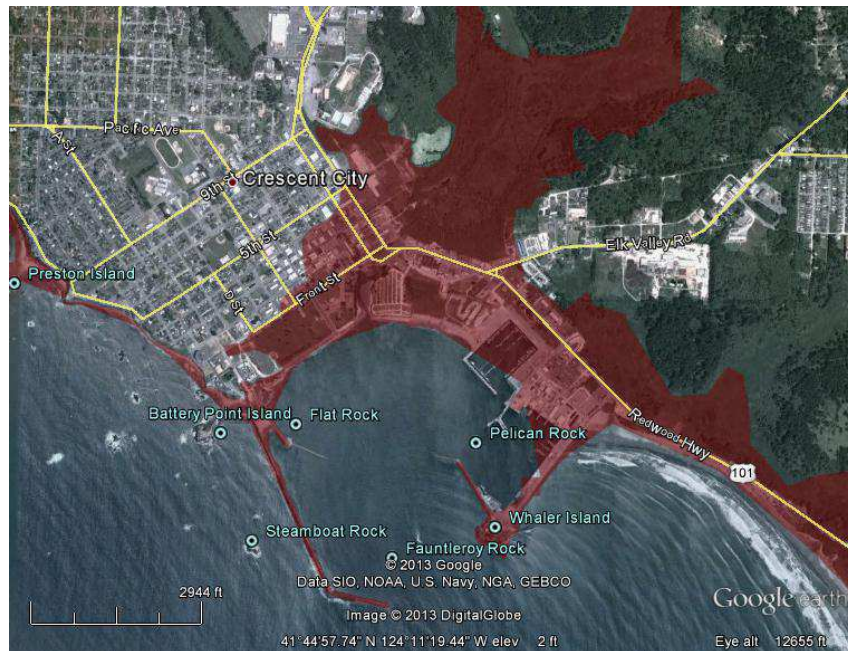 Pacific Ave
A St
9th St
Crescent City
5th St
Elk Valley Rd
Preston Island
Front St
D St
Battery Point Island
Flat Rock
Redwood Hwy
Pelican Rock
101
Whaler Island
Steamboat Rock
Fauntleroy Rock
© 2013 Google
Data SIO, NOAA, U.S. Navy, NGA, GEBCO
2944 ft
Google earth
Image © 2013 DigitalGlobe
41°44'57.74" N 124°11'19.44" W elev 2 ft
Eye alt 12655 ft